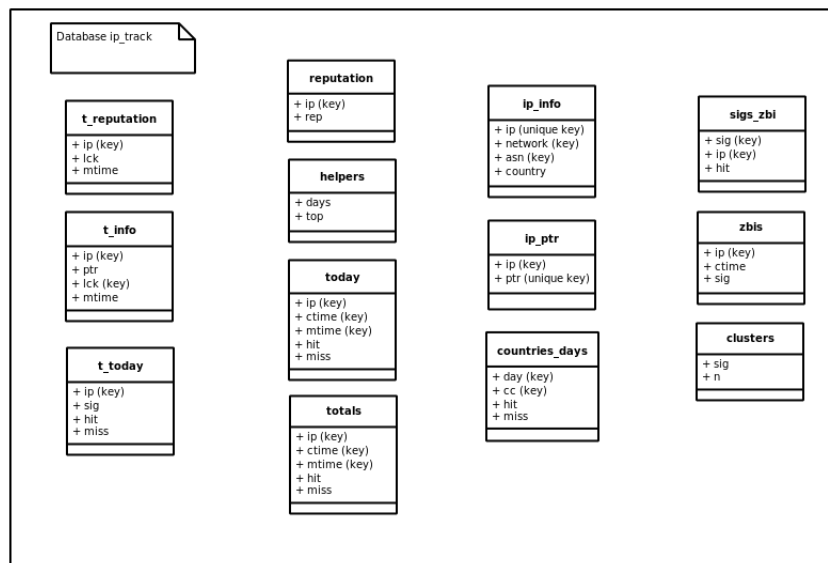 Database ip_track
t_reputation
+ ip (key)
+ lck
+ mtime
t_info
+ ip (key)
+ ptr
+ lck (key)
+ mtime
t_today
+ ip (key)
+ sig
+ hit
+ miss
reputation
+ ip (key)
+ rep
helpers
+ days
+ top
today
+ ip (key)
+ ctime (key)
+ mtime (key)
+ hit
+ miss
totals
+ ip (key)
+ ctime (key)
+ mtime (key)
+ hit
+ miss
ip_info
+ ip (unique key)
+ network (key)
+ asn (key)
+ country
ip_ptr
+ ip (key)
+ ptr (unique key)
countries_days
+ day (key)
+ cc (key)
+ hit
+ miss
sigs_zbi
+ sig (key)
+ ip (key)
+ hit
zbis
+ ip (key)
+ ctime
+ sig
clusters
+ sig
+ n